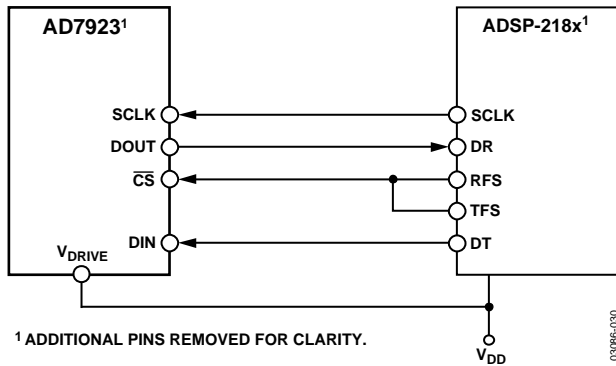 AD7923¹
ADSP-218x¹
SCLK
SCLK
DOUT
DR
CS
RFS
TFS
DIN
DT
VDRIVE
¹ ADDITIONAL PINS REMOVED FOR CLARITY.
VDD
03086-030